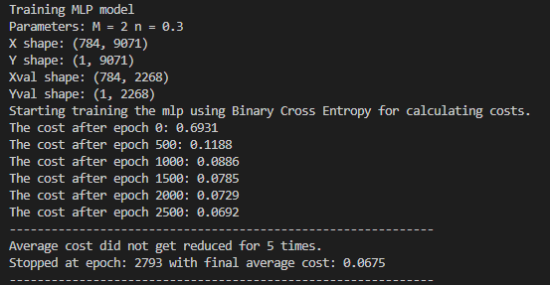 Training MLP model
Parameters: M = 2 n = 0.3
X shape: (784, 9071)
Y shape: (1, 9071)
Xval shape: (784, 2268)
Yval shape: (1, 2268)
Starting training the mlp using Binary Cross Entropy for calculating costs.
The cost after epoch 0: 0.6931
The cost after epoch 500: 0.1188
The cost after epoch 1000: 0.0886
The cost after epoch 1500: 0.0785
The cost after epoch 2000: 0.0729
The cost after epoch 2500: 0.0692
-------------------------------------------------------------
Average cost did not get reduced for 5 times.
Stopped at epoch: 2793 with final average cost: 0.0675
-------------------------------------------------------------